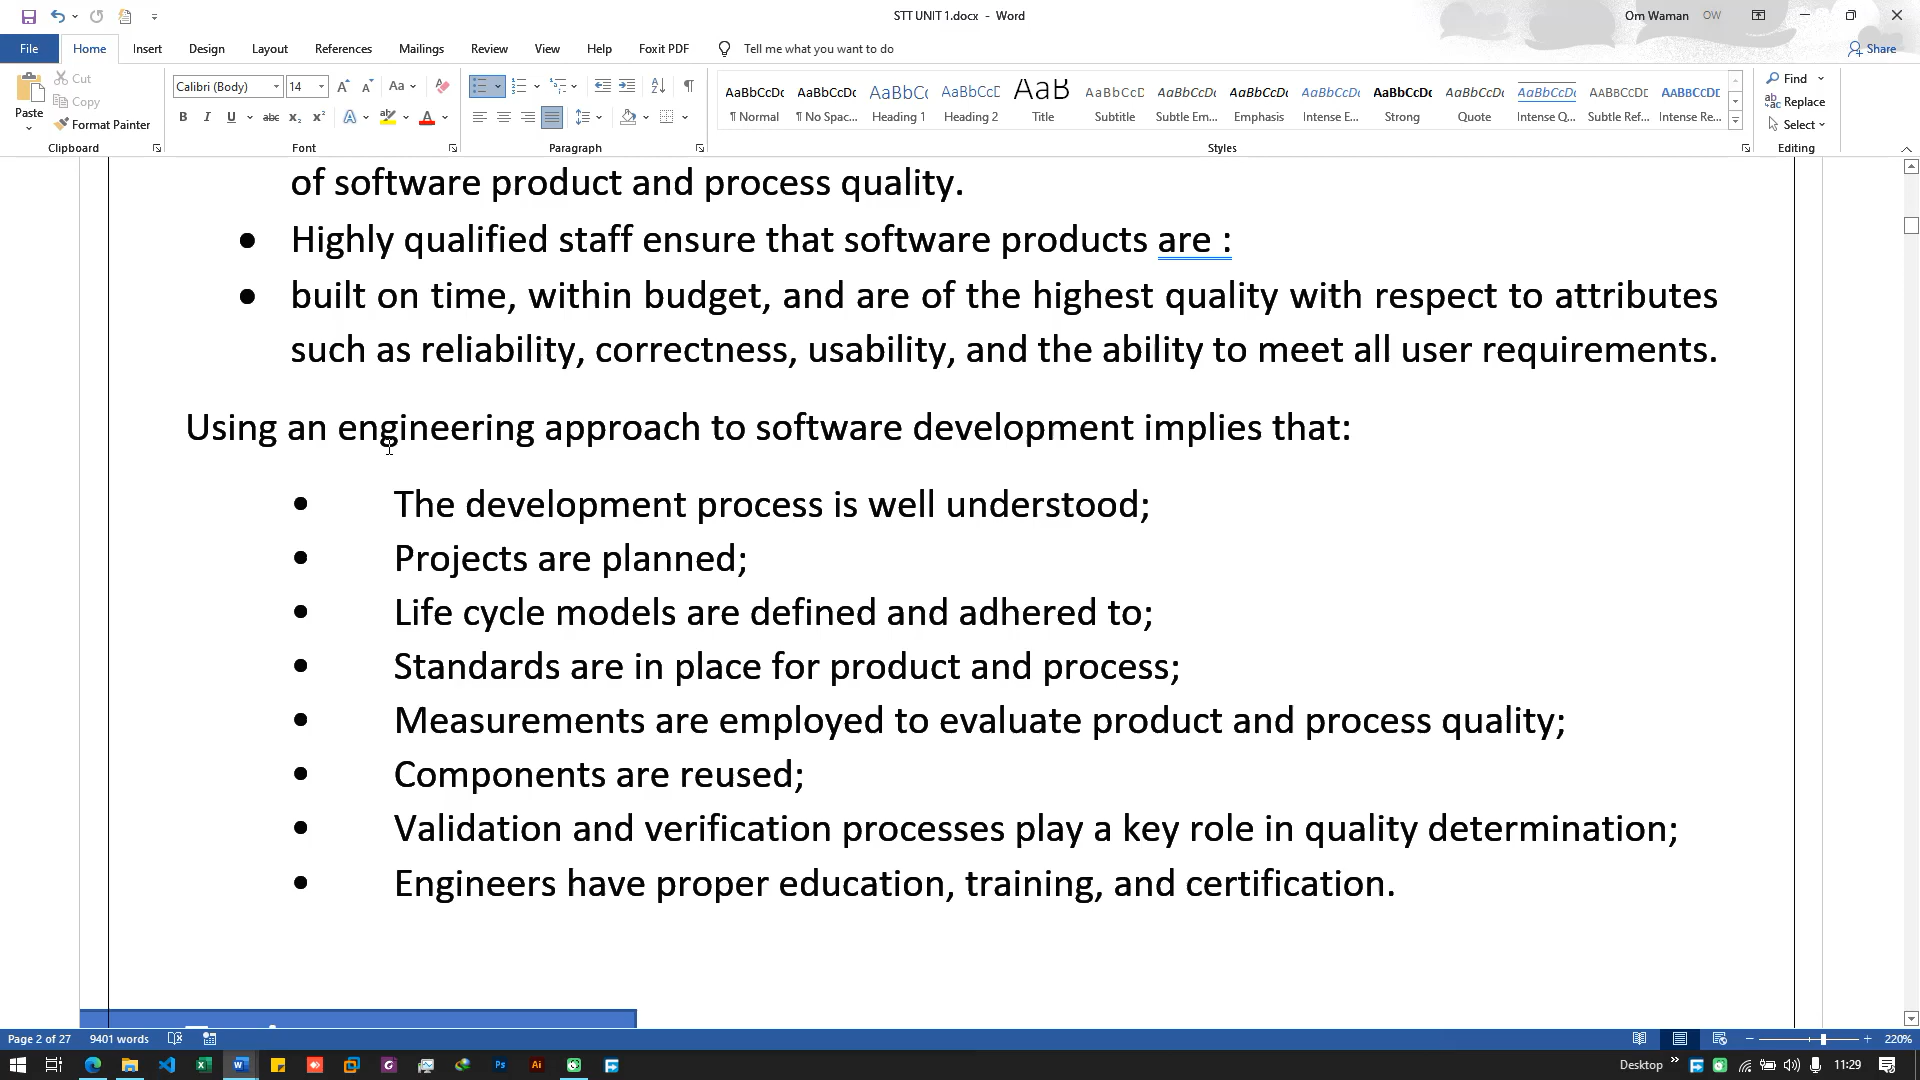 STT UNIT 1.docx - Word
Om Waman OW
File Home Insert Design Layout References Mailings Review View Help Foxit PDF Tell me what you want to do Share
Paste
Cut
Copy
Format Painter
Clipboard
Calibri (Body) 14
Font
Paragraph
AaBbCcDc AaBbCcDc AaBbCc AaBbCcD AaB AaBbCcD AaBbCcDc AaBbCcDc AaBbCcDc AaBbCcDc AaBbCcDc AaBbCcDc AaBbCcDc AaBbCcDc
¶ Normal ¶ No Spac... Heading 1 Heading 2 Title Subtitle Subtle Em... Emphasis Intense E... Strong Quote Intense Q... Subtle Ref... Intense Re...
Styles
Find
Replace
Select
Editing
of software product and process quality.
● Highly qualified staff ensure that software products are :
● built on time, within budget, and are of the highest quality with respect to attributes
such as reliability, correctness, usability, and the ability to meet all user requirements.
Using an engineering approach to software development implies that:
● The development process is well understood;
● Projects are planned;
● Life cycle models are defined and adhered to;
● Standards are in place for product and process;
● Measurements are employed to evaluate product and process quality;
● Components are reused;
● Validation and verification processes play a key role in quality determination;
● Engineers have proper education, training, and certification.
Page 2 of 27 9401 words 220%
Desktop 11:29